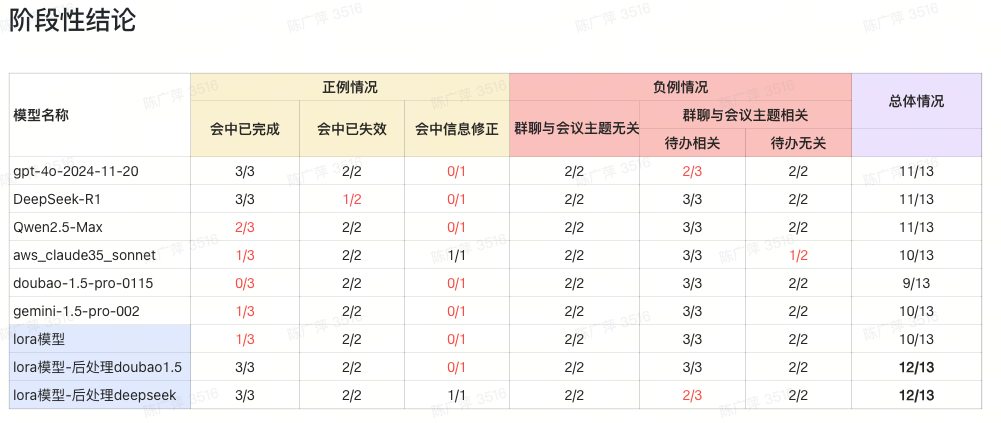 阶段性结论
模型名称 正例情况 负例情况 总体情况
会中已完成 会中已失效 会中信息修正 群聊与会议主题无关 群聊与会议主题相关
待办相关 待办无关
gpt-4o-2024-11-20 3/3 2/2 0/1 2/2 2/3 2/2 11/13
DeepSeek-R1 3/3 1/2 0/1 2/2 3/3 2/2 11/13
Qwen2.5-Max 2/3 2/2 0/1 2/2 3/3 2/2 11/13
aws_claude35_sonnet 1/3 2/2 1/1 2/2 3/3 1/2 10/13
doubao-1.5-pro-0115 0/3 2/2 0/1 2/2 3/3 2/2 9/13
gemini-1.5-pro-002 1/3 2/2 0/1 2/2 3/3 2/2 10/13
lora模型 1/3 2/2 0/1 2/2 3/3 2/2 10/13
lora模型-后处理doubao1.5 3/3 2/2 0/1 2/2 3/3 2/2 12/13
lora模型-后处理deepseek 3/3 2/2 1/1 2/2 2/3 2/2 12/13
陈广萍 3516